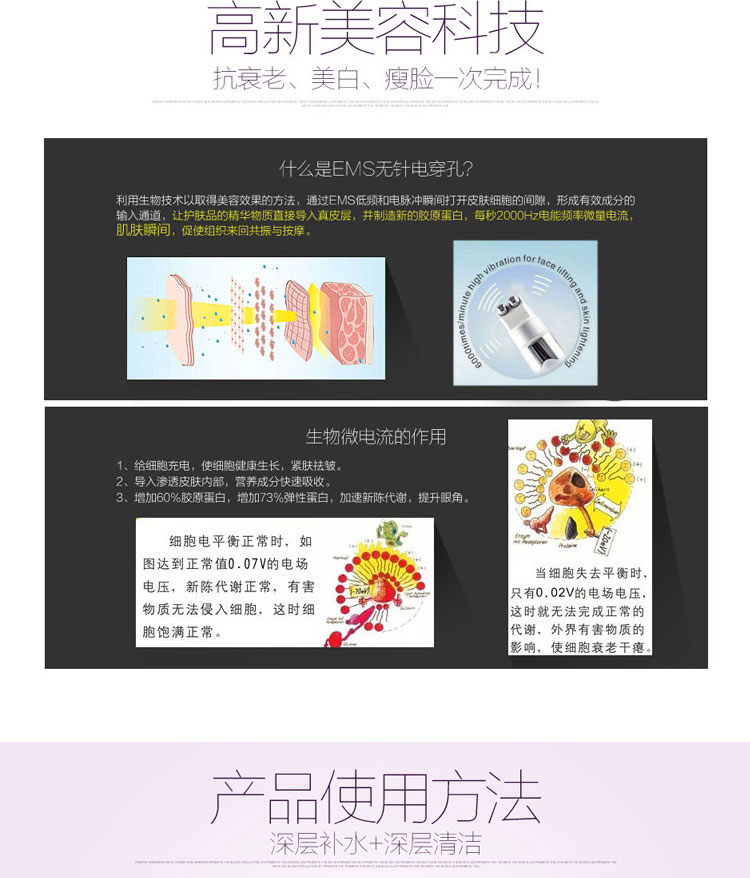 高新美容科技
抗衰老、美白、瘦脸一次完成!
什么是EMS无针电穿孔?
利用生物技术以取得美容效果的方法，通过EMS低频和电脉冲瞬间打开皮肤细胞的间隙，形成有效成分的
输入通道，让护肤品的精华物质直接导入真皮层，并制造新的胶原蛋白，每秒2000Hz电能频率微量电流，
肌肤瞬间，促使组织来回共振与按摩。
6000times/minute high vibration for face lifting and skin tightening
生物微电流的作用
1、给细胞充电，使细胞健康生长，紧肤祛皱。
2、导入渗透皮肤内部，营养成分快速吸收。
3、增加60%胶原蛋白，增加73%弹性蛋白，加速新陈代谢，提升眼角。
细胞电平衡正常时，如
图达到正常值0.07V的电场
电压，新陈代谢正常，有害
物质无法侵入细胞，这时细
胞饱满正常。
-70mV
Enzym
mit Rezeptoren
Proteine
-20mV
当细胞失去平衡时，
只有0.02V的电场电压，
这时就无法完成正常的
代谢，外界有害物质的
影响，使细胞衰老干瘪。
产品使用方法
深层补水+深层清洁